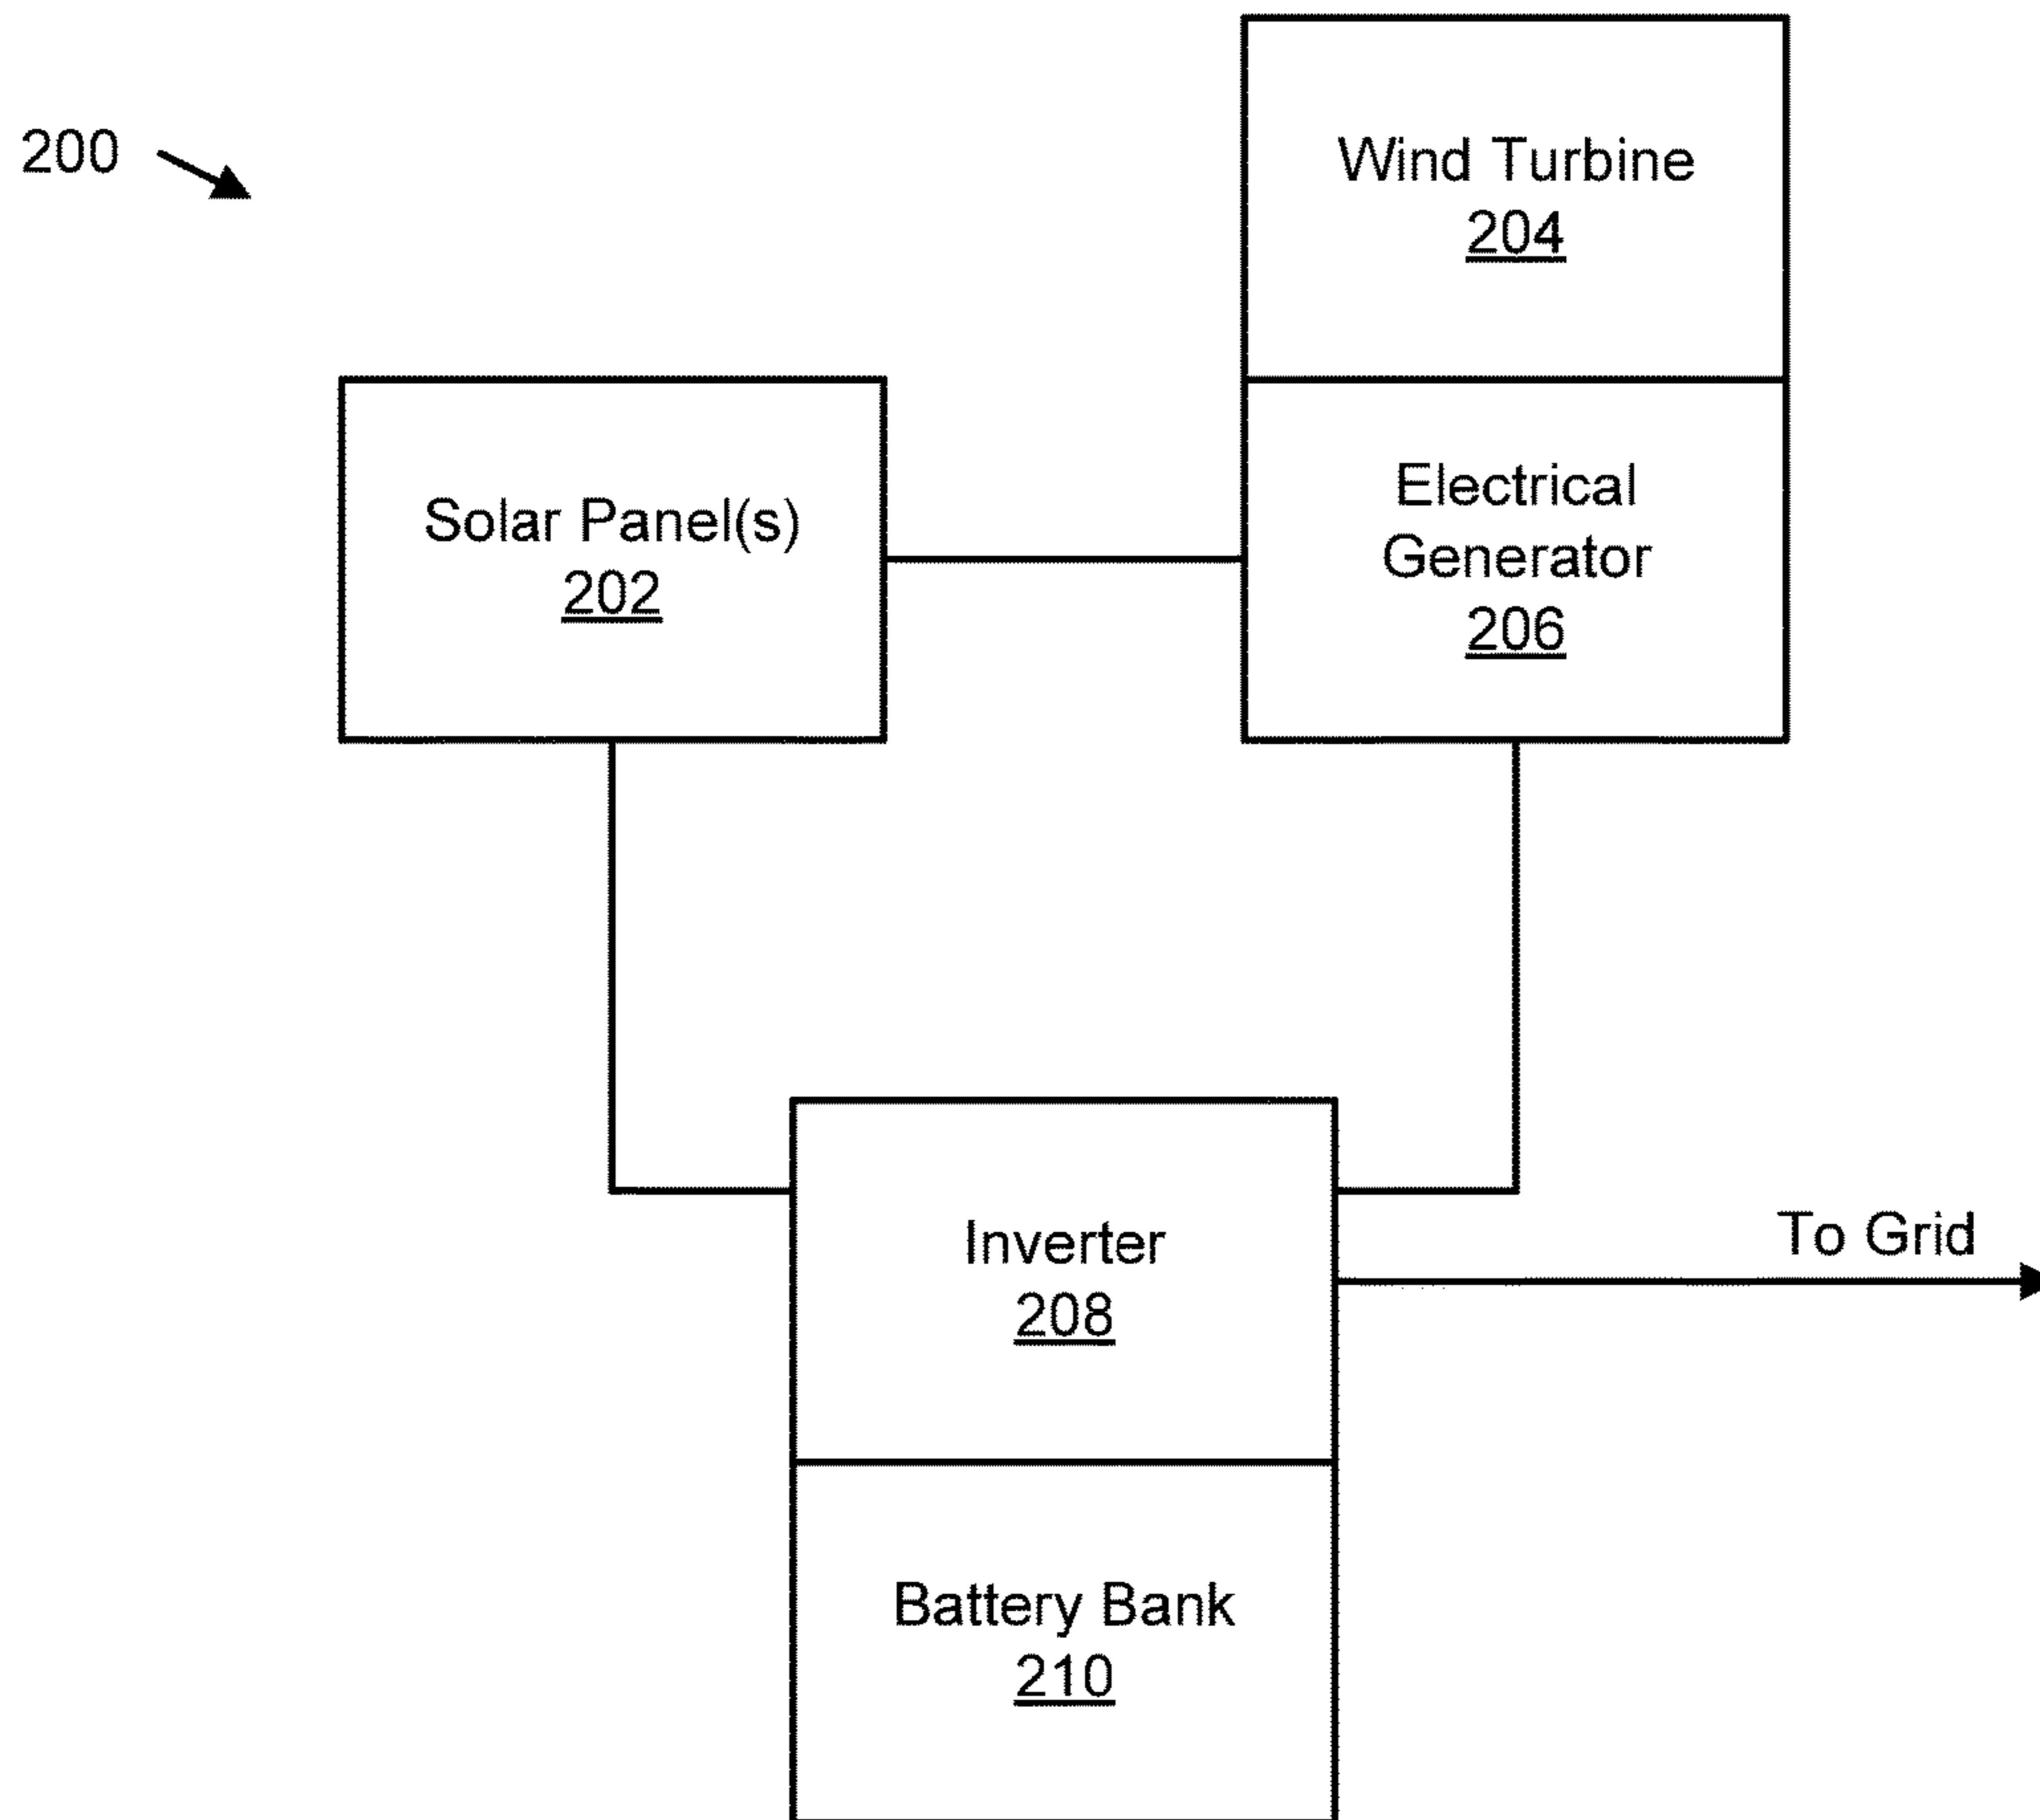 200
Wind Turbine
204
Solar Panel(s)
202
Electrical
Generator
206
Inverter
208
To Grid
Battery Bank
210